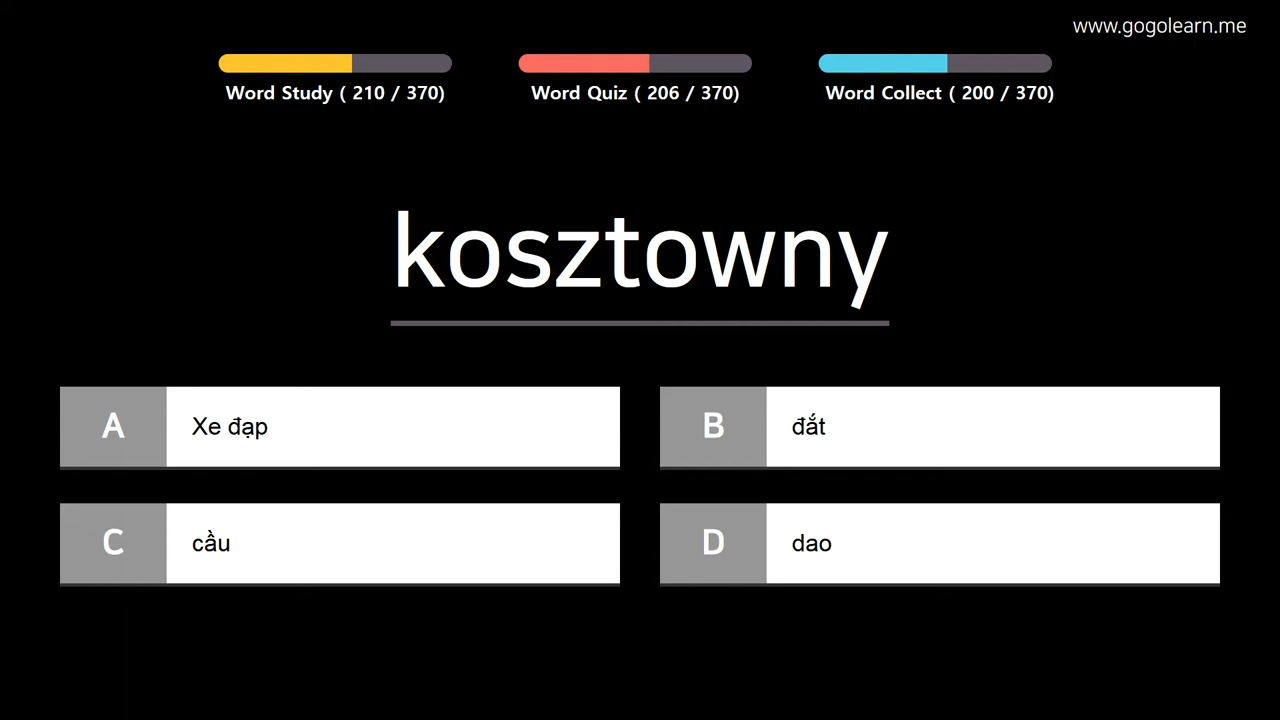 www.gogolearn.me
Word Study ( 210 / 370)
Word Quiz ( 206 / 370)
Word Collect ( 200 / 370)
kosztowny
A Xe đạp
B đắt
C cầu
D dao